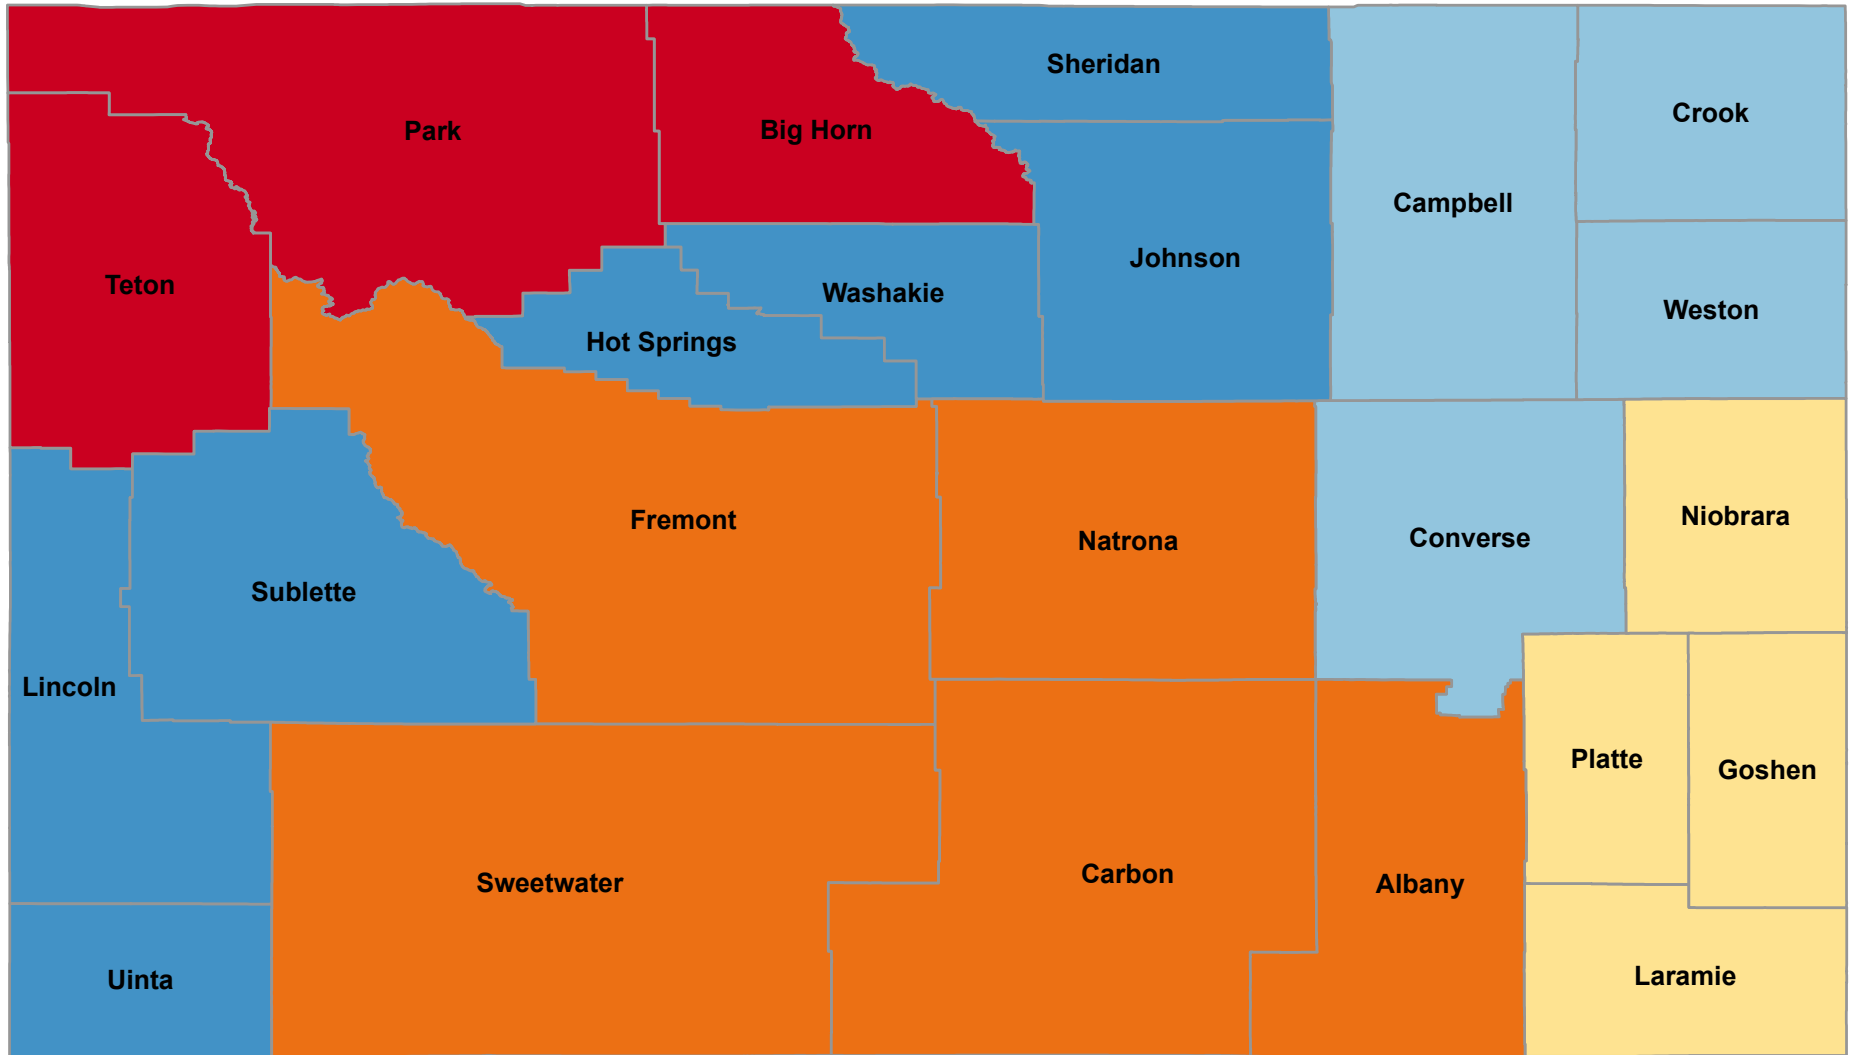 Sheridan
Crook
Park
Big Horn
Campbell
Johnson
Teton
Washakie
Weston
Hot Springs
Niobrara
Fremont
Converse
Natrona
Sublette
Lincoln
Platte
Goshen
Carbon
Sweetwater
Albany
Laramie
Uinta